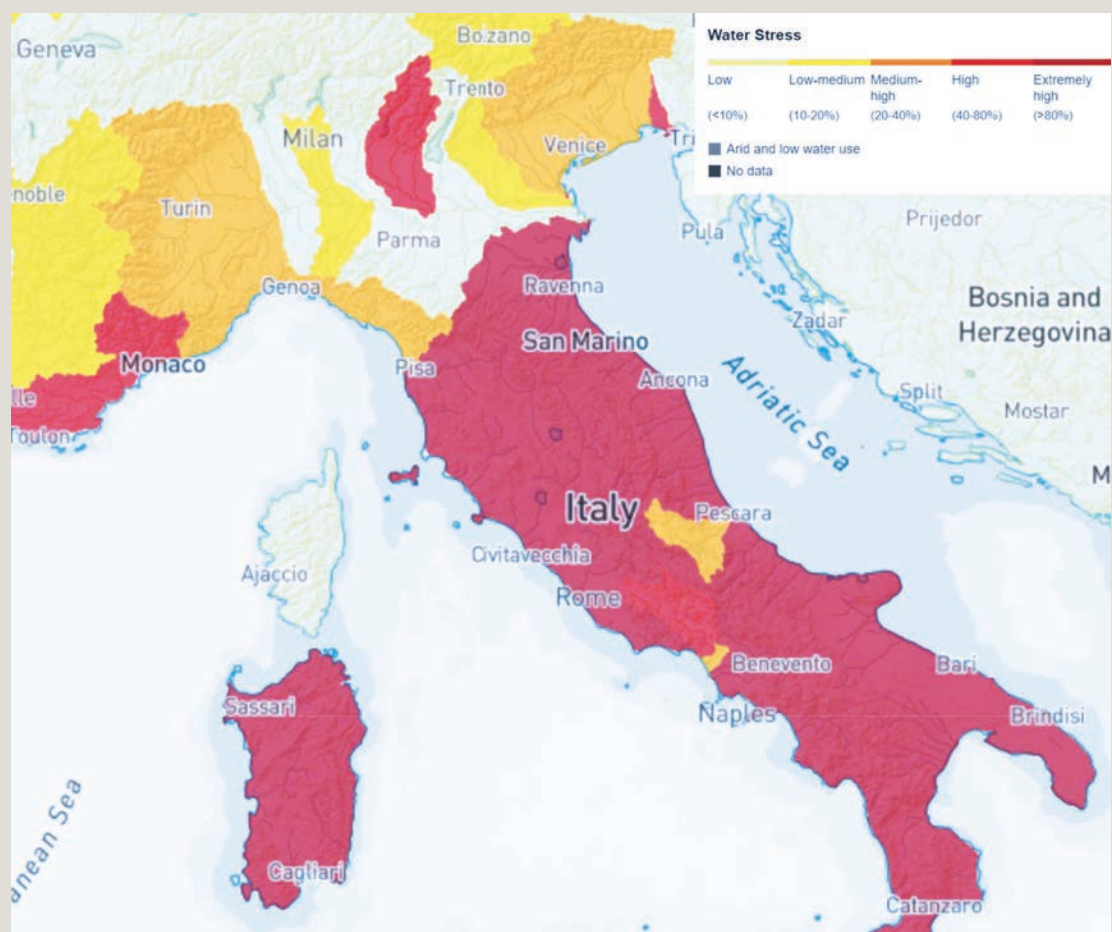 Water Stress
Low
Low-medium
Medium-
high
High
Extremely
high
(<10%)
(10-20%)
(20-40%)
(40-80%)
(>80%)
Arid and low water use
No data
Geneva
Bolzano
Trento
Milan
Venice
Tri
noble
Turin
Parma
Pula
Prijedor
Genoa
Ravenna
Bosnia and
Herzegovina
Zadar
San Marino
Monaco
Pisa
Ancona
Adriatic Sea
Split
lle
Mostar
Toulon
M
Italy
Pescara
Civitavecchia
Ajaccio
Rome
Benevento
Bari
Sassari
Naples
Brindisi
anean Sea
Cagliari
Catanzaro